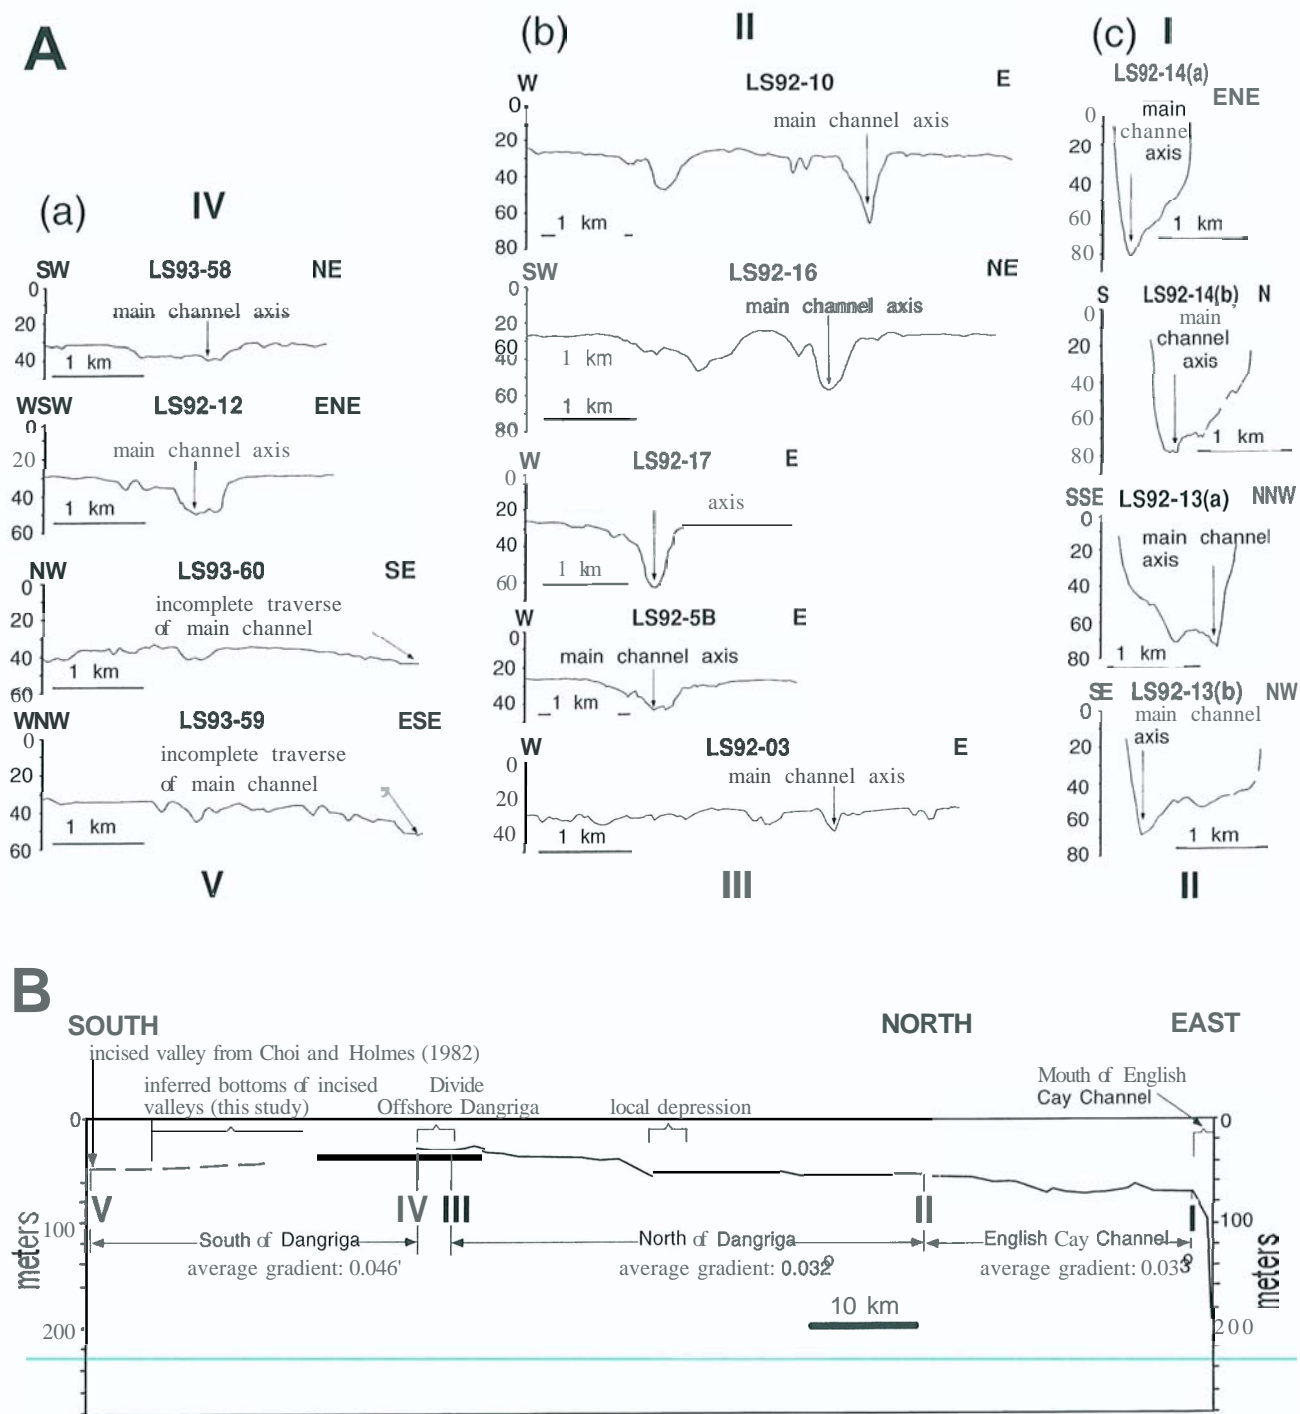 A
(a)
IV
SW LS93-58 NE
0
main channel axis
20
40
1 km
WSW LS92-12 ENE
0
main channel axis
20
40
1 km
60
NW LS93-60 SE
0
incomplete traverse
20
of main channel
40
1 km
60
WNW LS93-59 ESE
0
incomplete traverse
20
of main channel
40
1 km
60
V
(b)
II
W LS92-10 E
0
main channel axis
20
40
60
1 km
80
SW LS92-16 NE
0
main channel axis
20
60
40
1 km
60
1 km
80
W LS92-17 E
0
axis
20
40
1 km
60
W LS92-5B E
0
main channel axis
20
40
1 km
W LS92-03 E
0
main channel axis
20
40
1 km
III
(c)
I
LS92-14(a)
ENE
0
main
channel
20
axis
40
60
1 km
80
S LS92-14(b) N
0
main
channel
20
axis
40
60
1 km
80
SSE LS92-13(a) NNW
0
main channel
20
axis
40
60
1 km
80
SE LS92-13(b) NW
0
main channel
20
axis
40
60
1 km
80
II
B
SOUTH NORTH EAST
incised valley from Choi and Holmes (1982)
inferred bottoms of incised
valleys (this study)
Divide
Offshore Dangriga
local depression
Mouth of English
Cay Channel
0 0
V IV III II I
100 100
South of Dangriga North of Dangriga English Cay Channel
average gradient: 0.046' average gradient: 0.032° average gradient: 0.033°
meters meters
10 km
200 200